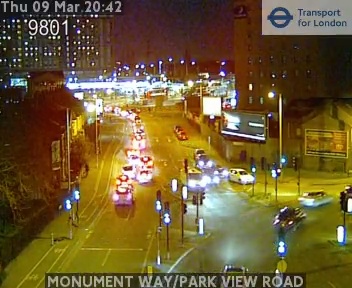 Thu 09 Mar 20:42
9801
Transport
for London
MONUMENT WAY/PARK VIEW ROAD